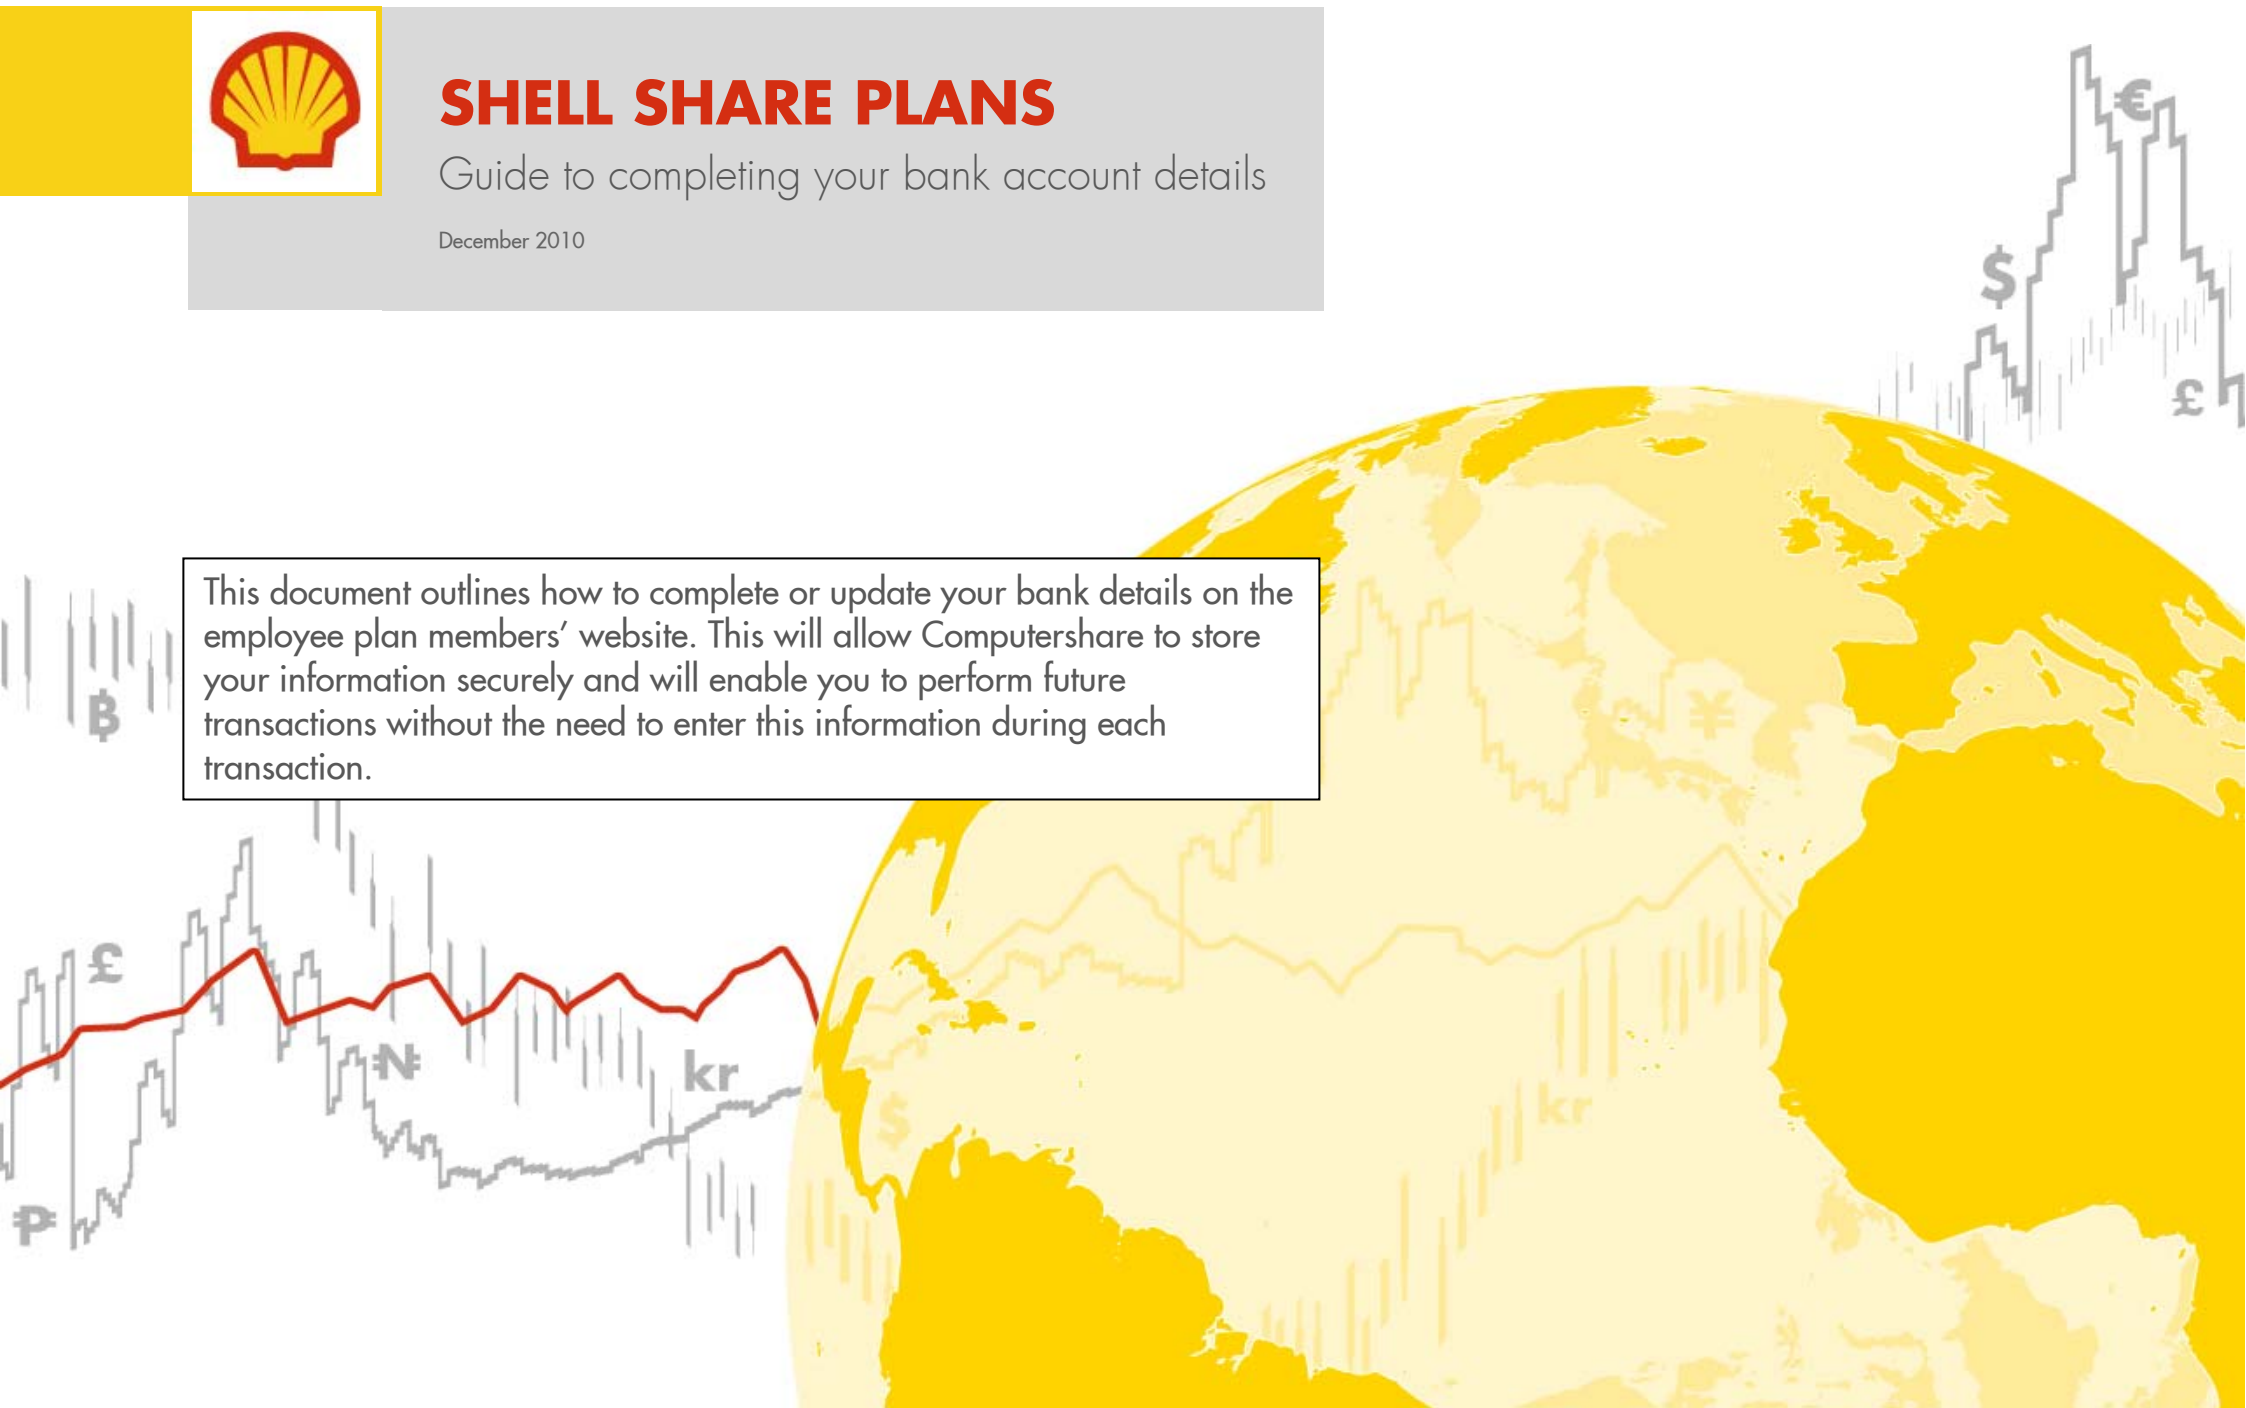 SHELL SHARE PLANS
Guide to completing your bank account details
December 2010
€
$
£
This document outlines how to complete or update your bank details on the
employee plan members’ website. This will allow Computershare to store
your information securely and will enable you to perform future
transactions without the need to enter this information during each
transaction.
฿
¥
£
₦
kr
$
kr
₱